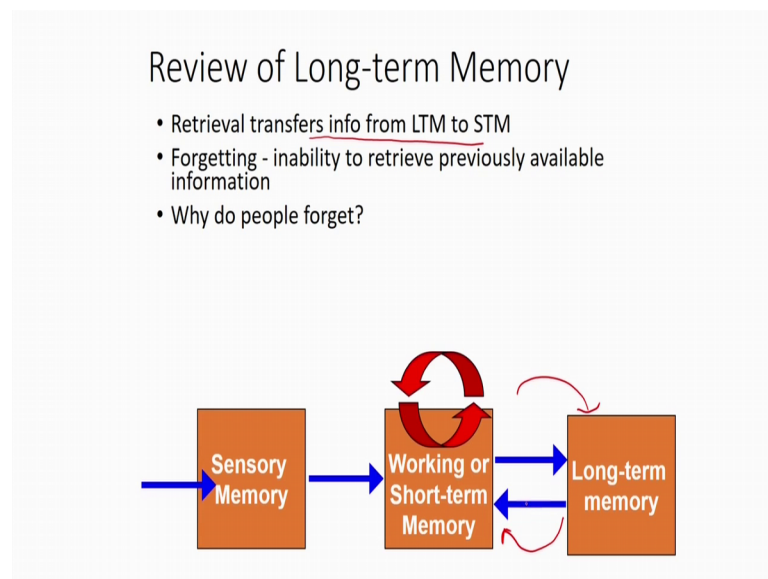 Review of Long-term Memory
• Retrieval transfers info from LTM to STM
• Forgetting - inability to retrieve previously available
information
• Why do people forget?
Sensory
Memory
Working or
Short-term
Memory
Long-term
memory